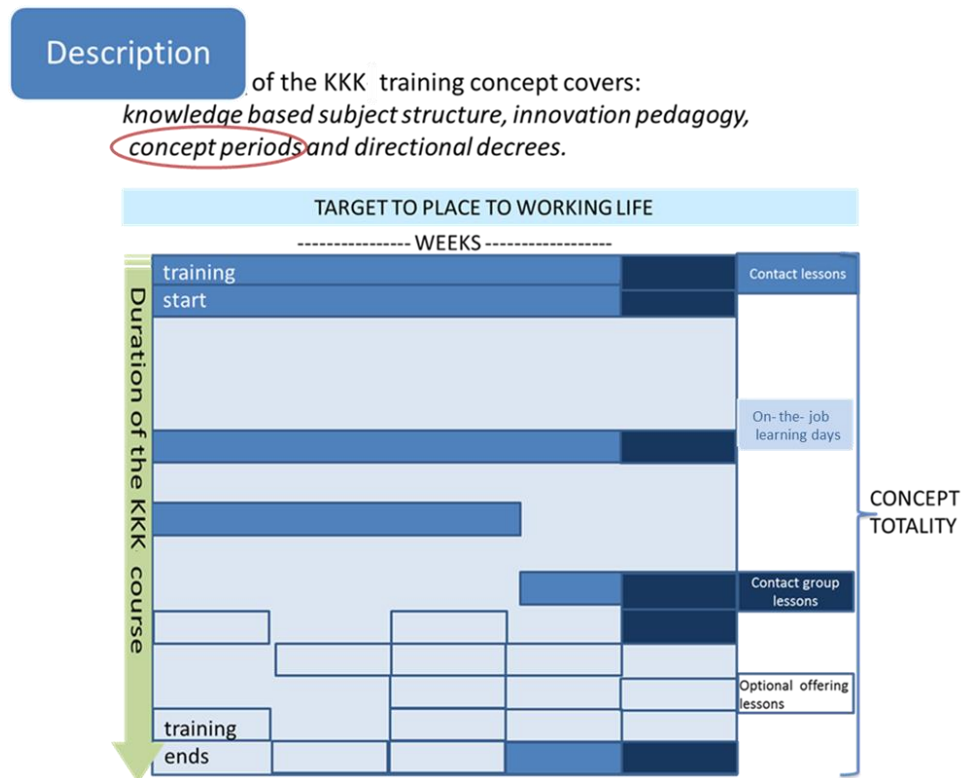 Description
of the KKK training concept covers:
knowledge based subject structure, innovation pedagogy,
concept periods and directional decrees.
TARGET TO PLACE TO WORKING LIFE
---------------- WEEKS ------------------
training
start
Contact lessons
Duration of the KKK course
On- the- job
learning days
CONCEPT
TOTALITY
Contact group
lessons
Optional offering
lessons
training
ends